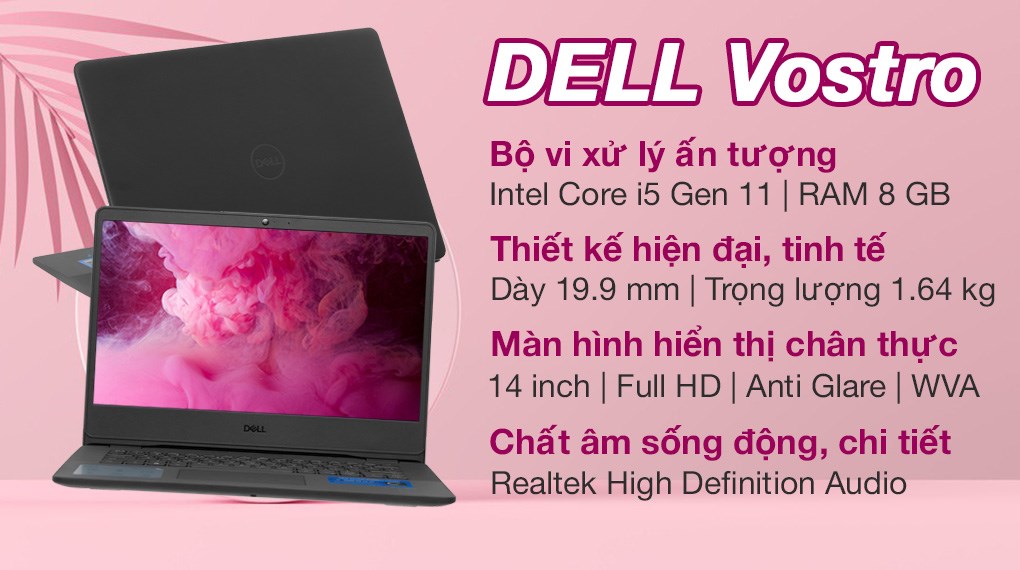 DELL Vostro
Bộ vi xử lý ấn tượng
Intel Core i5 Gen 11 | RAM 8 GB
Thiết kế hiện đại, tinh tế
Dày 19.9 mm | Trọng lượng 1.64 kg
Màn hình hiển thị chân thực
14 inch | Full HD | Anti Glare | WVA
Chất âm sống động, chi tiết
Realtek High Definition Audio
DELL
DELL